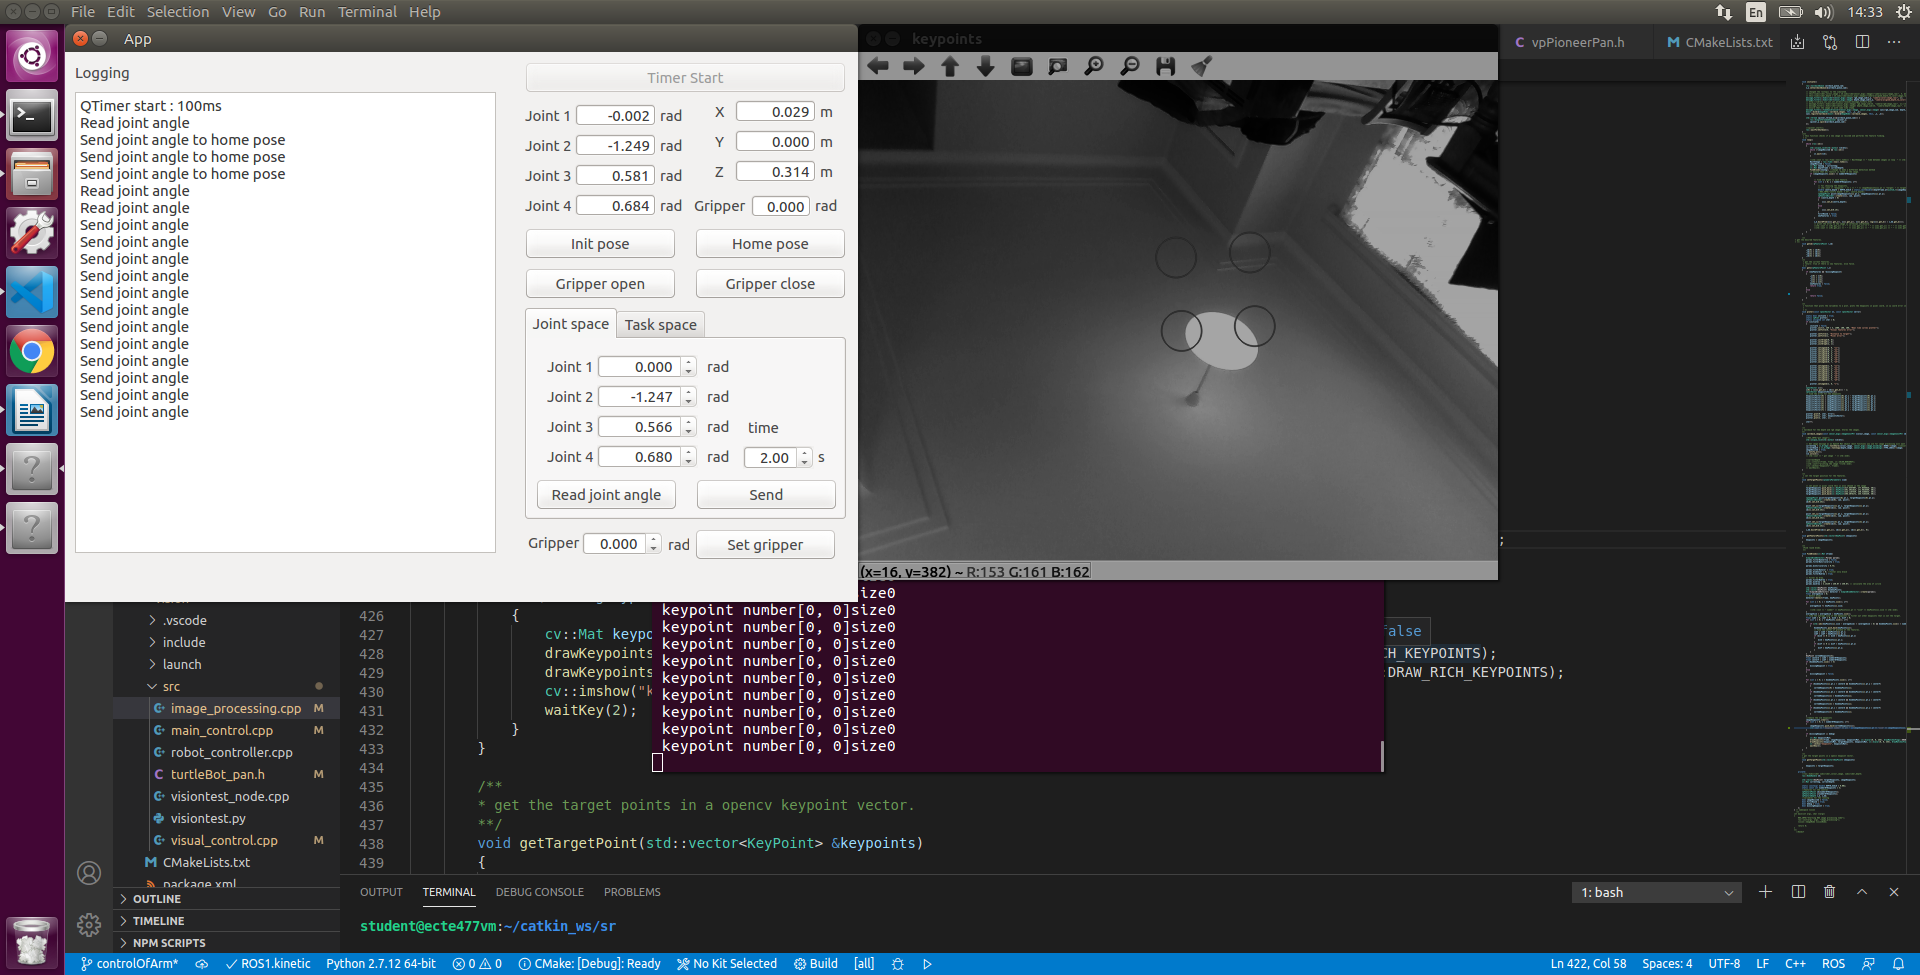 File Edit Selection View Go Run Terminal Help
En 14:33
App
keypoints
vpPioneerPan.h
CMakeLists.txt
Logging
QTimer start : 100ms
Read joint angle
Send joint angle to home pose
Send joint angle to home pose
Send joint angle to home pose
Read joint angle
Read joint angle
Send joint angle
Send joint angle
Send joint angle
Send joint angle
Send joint angle
Send joint angle
Send joint angle
Send joint angle
Send joint angle
Send joint angle
Send joint angle
Send joint angle
Timer Start
Joint 1 -0.002 rad X 0.029 m
Joint 2 -1.249 rad Y 0.000 m
Joint 3 0.581 rad Z 0.314 m
Joint 4 0.684 rad Gripper 0.000 rad
Init pose Home pose
Gripper open Gripper close
Joint space Task space
Joint 1 0.000 rad
Joint 2 -1.247 rad
Joint 3 0.566 rad time
Joint 4 0.680 rad 2.00 s
Read joint angle Send
Gripper 0.000 rad Set gripper
(x=16, y=382) ~ R:153 G:161 B:162
size0
keypoint number[0, 0]size0
keypoint number[0, 0]size0
keypoint number[0, 0]size0
keypoint number[0, 0]size0
keypoint number[0, 0]size0
keypoint number[0, 0]size0
keypoint number[0, 0]size0
keypoint number[0, 0]size0
keypoint number[0, 0]size0
.vscode
include
launch
src
image_processing.cpp M
main_control.cpp M
robot_controller.cpp
turtleBot_pan.h M
visiontest_node.cpp
visiontest.py
visual_control.cpp M
CMakeLists.txt
package.xml
OUTLINE
TIMELINE
NPM SCRIPTS
;
426 {
427 cv::Mat keypo
false
428 drawKeypoints CH_KEYPOINTS);
429 drawKeypoints :DRAW_RICH_KEYPOINTS);
430 cv::imshow("k
431 waitKey(2);
432 }
433 }
434
435 /**
436 * get the target points in a opencv keypoint vector.
437 **/
438 void getTargetPoint(std::vector<KeyPoint> &keypoints)
439 {
OUTPUT TERMINAL DEBUG CONSOLE PROBLEMS
1: bash
student@ecte477vm:~/catkin_ws/sr
controlOfArm* ROS1.kinetic Python 2.7.12 64-bit 0 0 CMake: [Debug]: Ready No Kit Selected Build [all] Ln 422, Col 58 Spaces: 4 UTF-8 LF C++ ROS